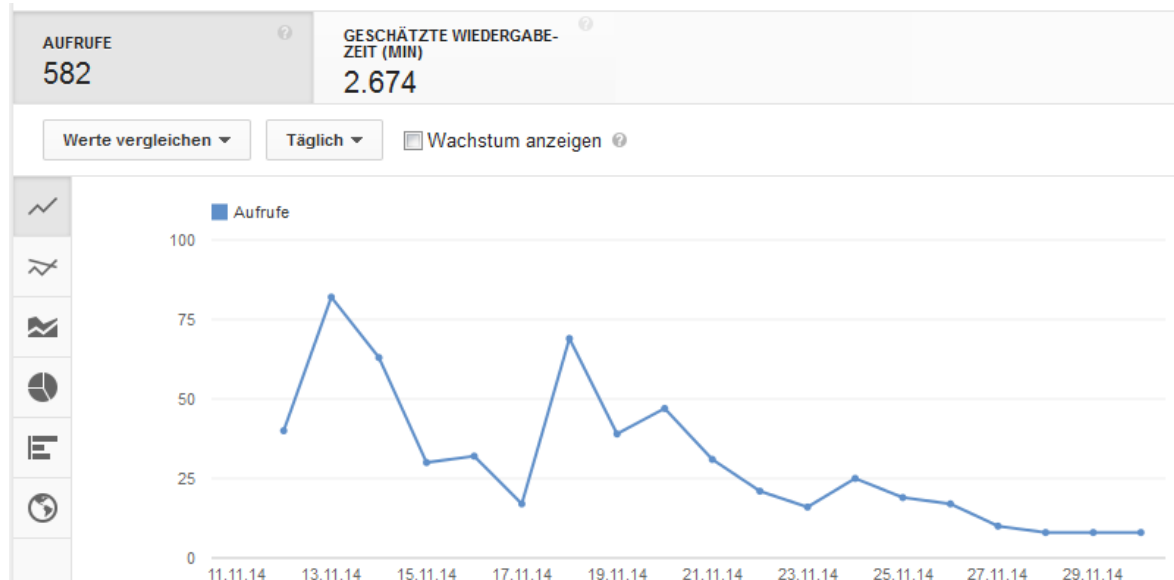 AUFRUFE
582
GESCHÄTZTE WIEDERGABE-
ZEIT (MIN)
2.674
Werte vergleichen
Täglich
Wachstum anzeigen
Aufrufe
100
75
50
25
0
11.11.14 13.11.14 15.11.14 17.11.14 19.11.14 21.11.14 23.11.14 25.11.14 27.11.14 29.11.14